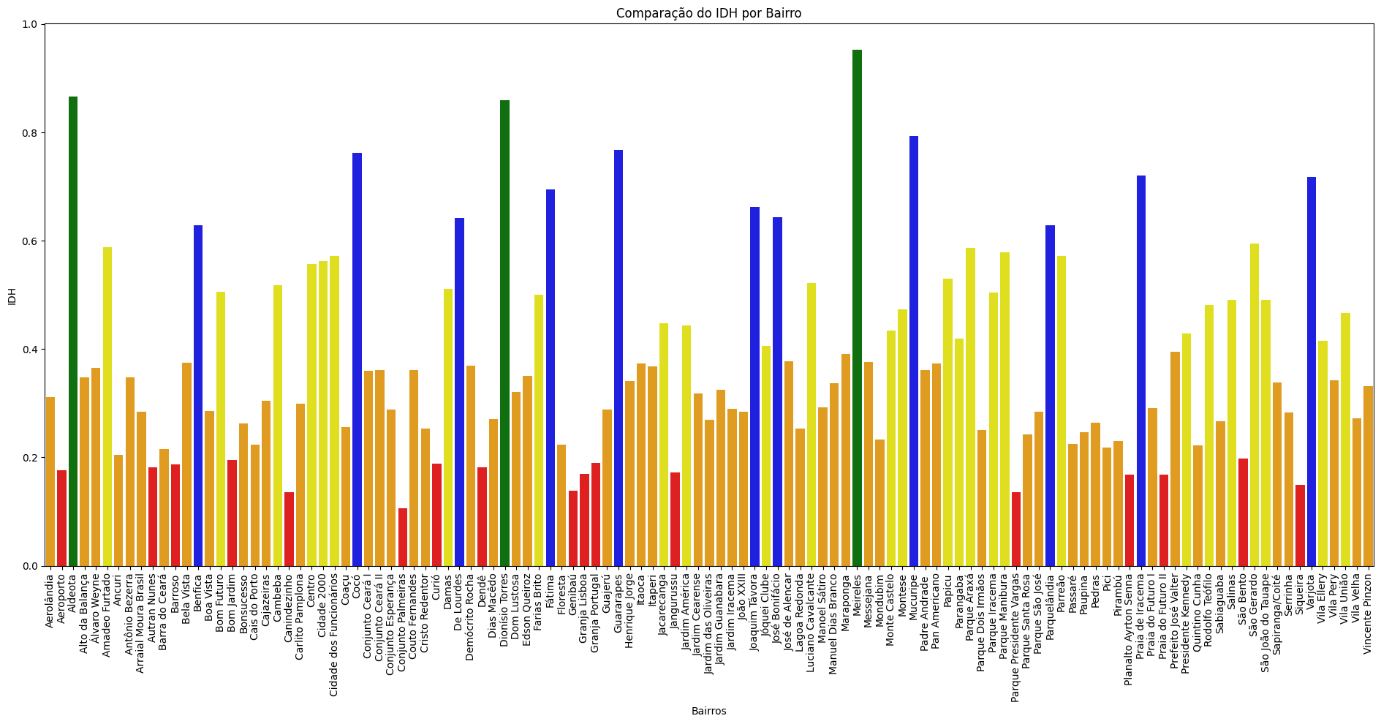 Comparação do IDH por Bairro
1.0
0.8
0.6
0.4
0.2
0.0
IDH
Aerolândia
Aeroporto
Aldeota
Alto da Balança
Álvaro Weyne
Amadeo Furtado
Ancuri
Antônio Bezerra
Arraial Moura Brasil
Autran Nunes
Barra do Ceará
Barroso
Bela Vista
Benfica
Boa Vista
Bom Futuro
Bom Jardim
Bonsucesso
Cais do Porto
Cajazeiras
Cambeba
Canindezinho
Carlito Pamplona
Centro
Cidade 2000
Cidade dos Funcionários
Coaçu
Cocó
Conjunto Ceará I
Conjunto Ceará II
Conjunto Esperança
Conjunto Palmeiras
Couto Fernandes
Cristo Redentor
Curió
Damas
De Lourdes
Demócrito Rocha
Dendê
Dias Macedo
Dionisio Torres
Dom Lustosa
Edson Queiroz
Farias Brito
Fátima
Floresta
Genibaú
Granja Lisboa
Granja Portugal
Guajerú
Guararapes
Henrique Jorge
Itaoca
Itaperi
Jacarecanga
Jangurussu
Jardim América
Jardim Cearense
Jardim das Oliveiras
Jardim Guanabara
Jardim Iracema
João XXIII
Joaquim Távora
Jóquei Clube
José Bonifácio
José de Alencar
Lagoa Redonda
Luciano Cavalcante
Manoel Sátiro
Manuel Dias Branco
Maraponga
Meireles
Messejana
Mondubim
Monte Castelo
Montese
Mucuripe
Padre Andrade
Pan Americano
Papicu
Parangaba
Parque Araxá
Parque Dois Irmãos
Parque Iracema
Parque Manibura
Parque Presidente Vargas
Parque Santa Rosa
Parque São José
Parquelândia
Parreão
Passaré
Paupina
Pedras
Pici
Pirambú
Planalto Ayrton Senna
Praia de Iracema
Praia do Futuro I
Praia do Futuro II
Prefeito José Valter
Presidente Kennedy
Quintino Cunha
Rodolfo Teófilo
Sabiaguaba
Salinas
São Bento
São Gerardo
São João do Tauape
Sapiranga/Coité
Serrinha
Siqueira
Varjota
Vila Ellery
Vila Pery
Vila União
Vila Velha
Vincente Pinzon
Bairros